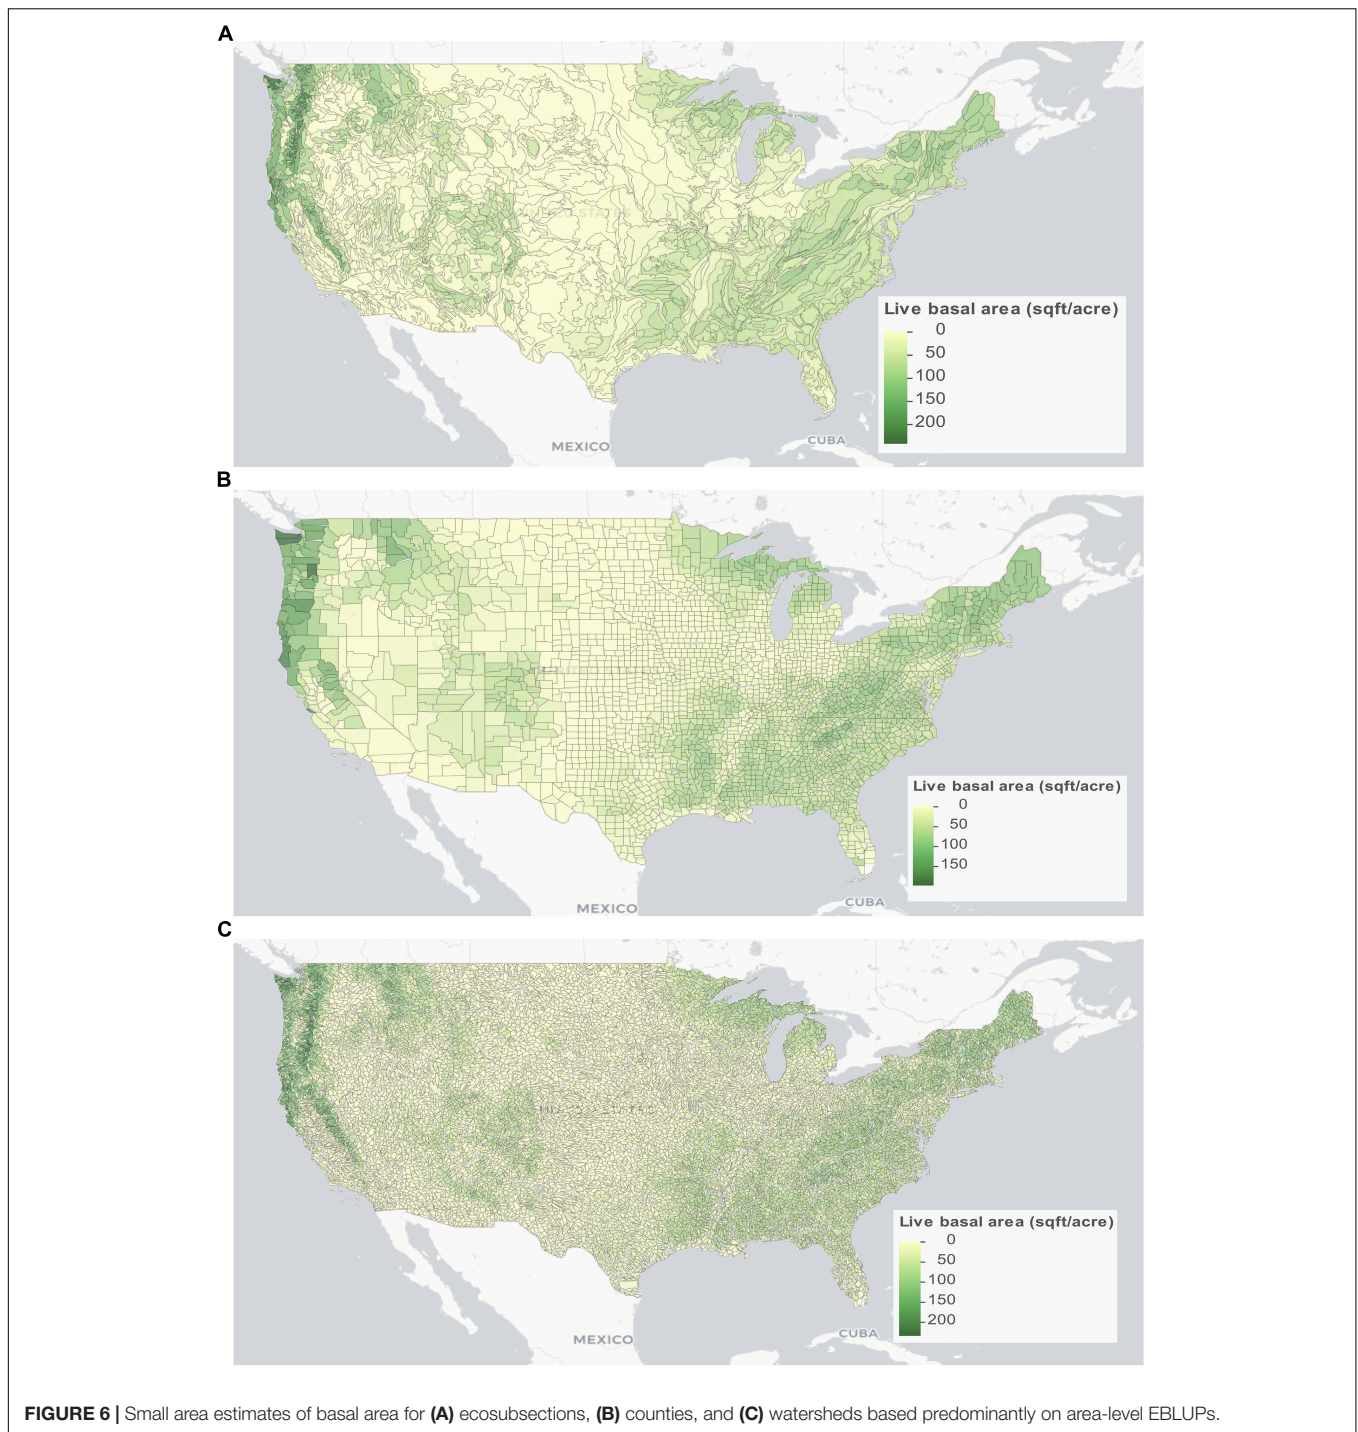 A
UNITED STATES
Live basal area (sqft/acre)
0
50
100
150
200
MEXICO
CUBA
B
Live basal area (sqft/acre)
0
50
100
150
MEXICO
CUBA
C
Live basal area (sqft/acre)
0
50
100
150
200
MEXICO
CUBA
FIGURE 6 | Small area estimates of basal area for (A) ecosubsections, (B) counties, and (C) watersheds based predominantly on area-level EBLUPs.